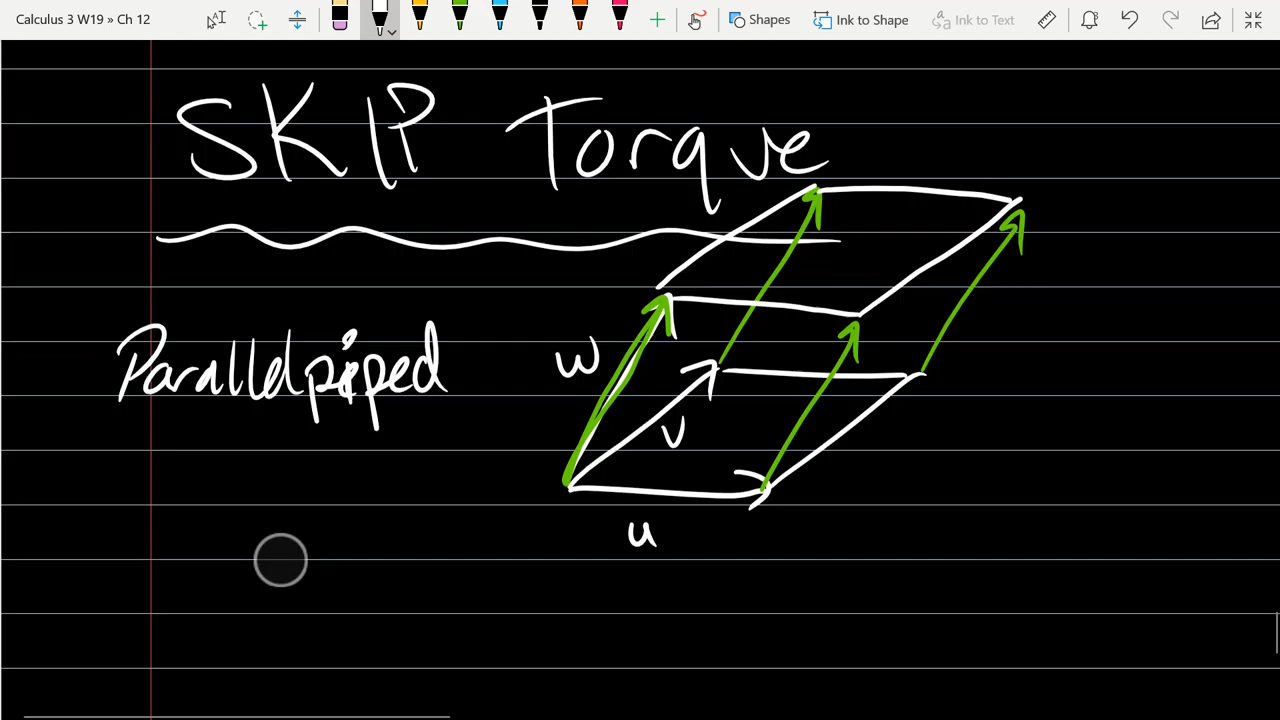 Calculus 3 W19 » Ch 12
Shapes
Ink to Shape
Ink to Text
SKIP Torque
Parallelpiped
w
v
u